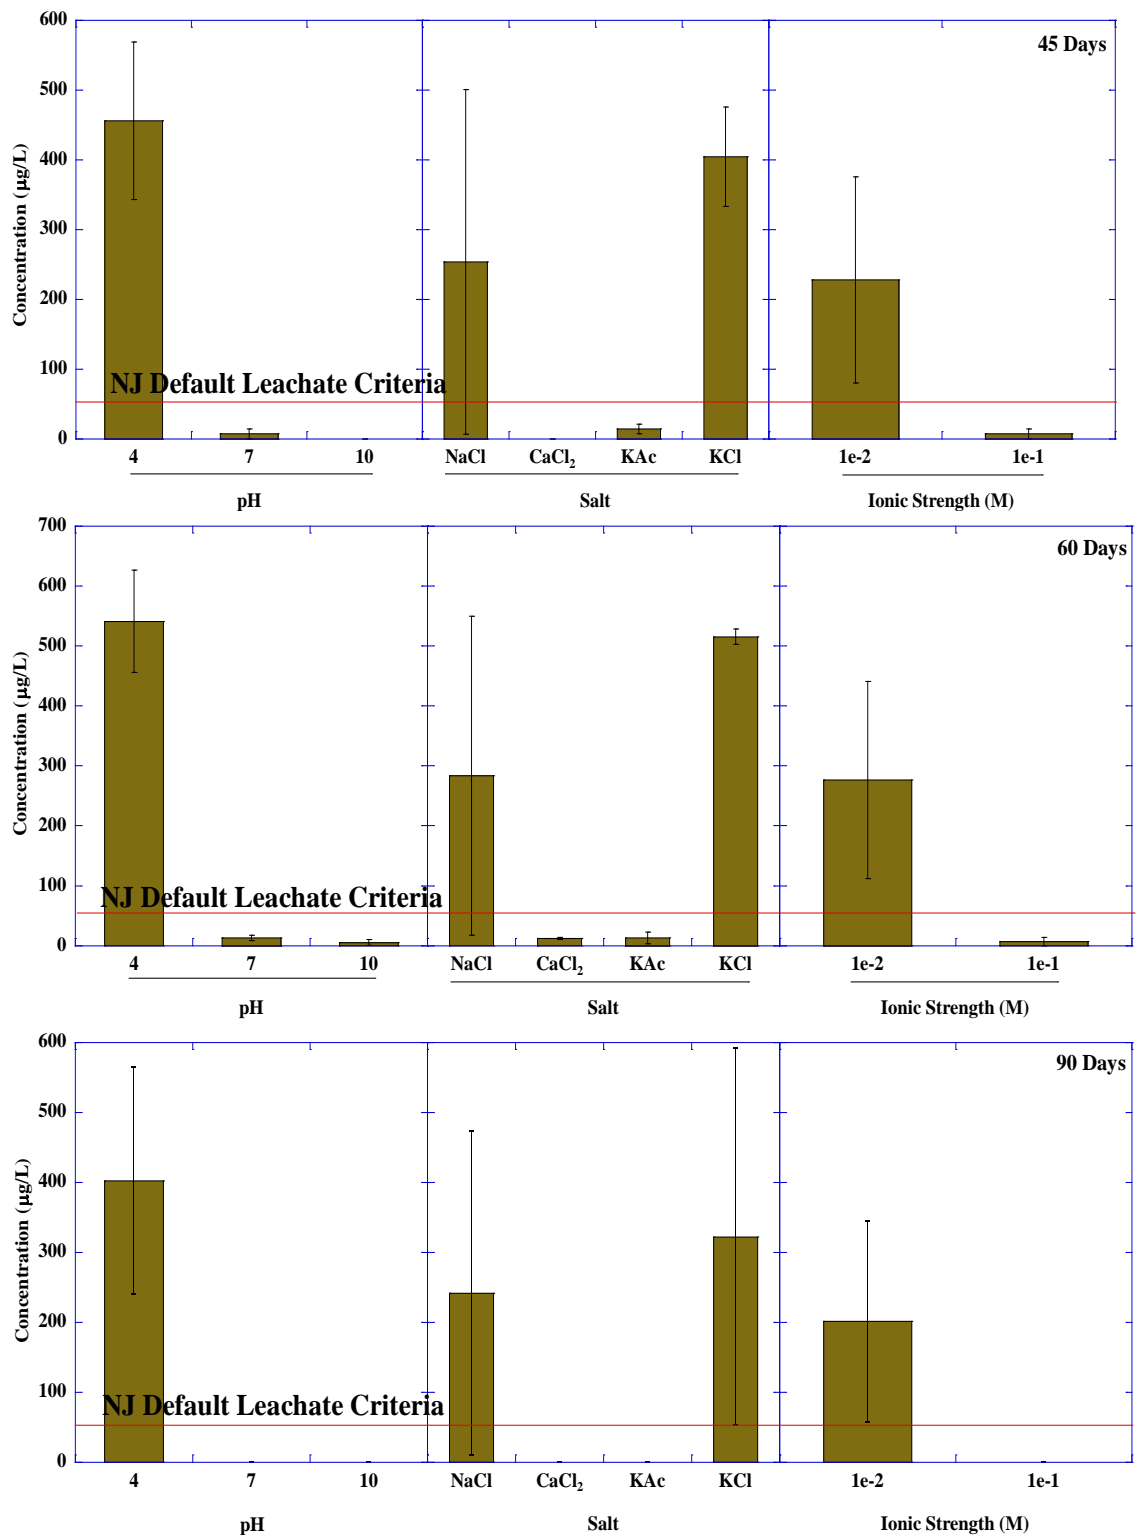 600
500
400
300
200
100
0
Concentration (μg/L)
45 Days
NJ Default Leachate Criteria
4 7 10 NaCl CaCl₂ KAc KCl 1e-2 1e-1
pH Salt Ionic Strength (M)
700
600
500
400
300
200
100
0
Concentration (μg/L)
60 Days
NJ Default Leachate Criteria
4 7 10 NaCl CaCl₂ KAc KCl 1e-2 1e-1
pH Salt Ionic Strength (M)
600
500
400
300
200
100
0
Concentration (μg/L)
90 Days
NJ Default Leachate Criteria
4 7 10 NaCl CaCl₂ KAc KCl 1e-2 1e-1
pH Salt Ionic Strength (M)